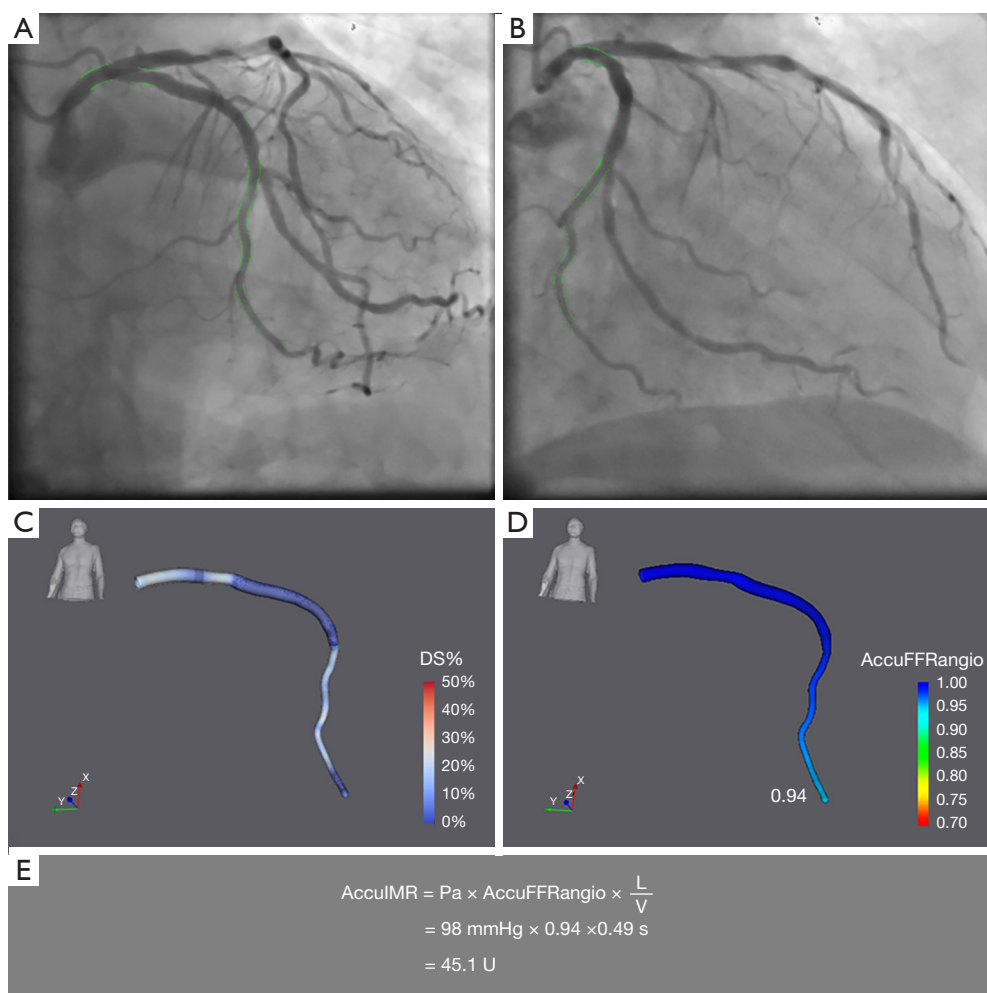 A
B
C
DS%
50%
40%
30%
20%
10%
0%
X
Z
Y
D
AccuFFRangio
1.00
0.95
0.90
0.85
0.80
0.75
0.70
0.94
X
Z
Y
E
AccuIMR = Pa × AccuFFRangio × L/V
= 98 mmHg × 0.94 ×0.49 s
= 45.1 U